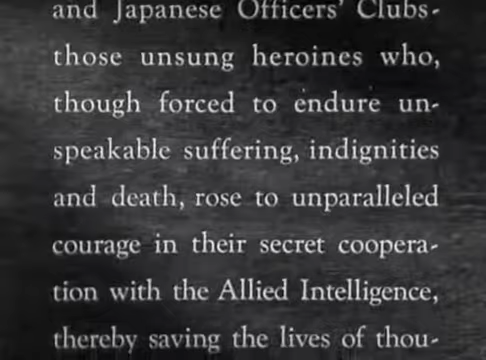 and Japanese Officers' Clubs-
those unsung heroines who,
though forced to endure un-
speakable suffering, indignities
and death, rose to unparalleled
courage in their secret coopera-
tion with the Allied Intelligence,
thereby saving the lives of thou-